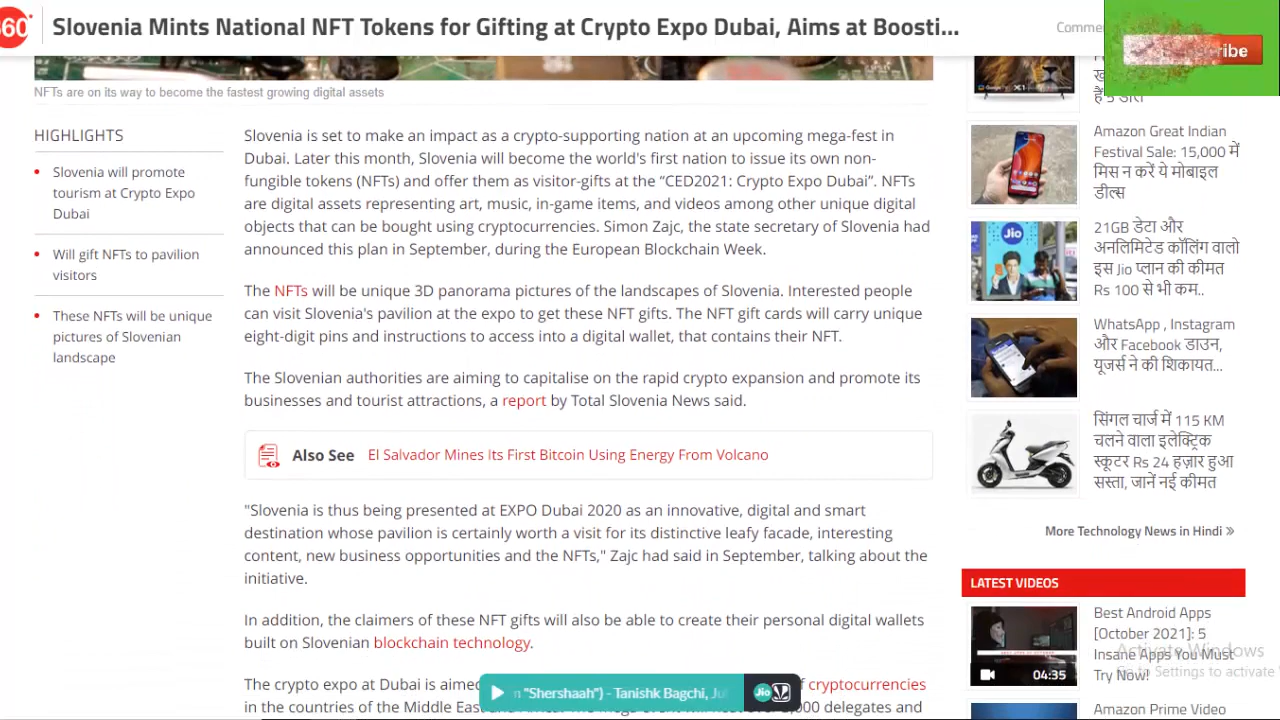 360
Slovenia Mints National NFT Tokens for Gifting at Crypto Expo Dubai, Aims at Boosti...
NFTs are on its way to become the fastest growing digital assets
HIGHLIGHTS
Slovenia will promote
tourism at Crypto Expo
Dubai
Will gift NFTs to pavilion
visitors
These NFTs will be unique
pictures of Slovenian
landscape
Slovenia is set to make an impact as a crypto-supporting nation at an upcoming mega-fest in
Dubai. Later this month, Slovenia will become the world's first nation to issue its own non-
fungible tokens (NFTs) and offer them as visitor-gifts at the “CED2021: Crypto Expo Dubai”. NFTs
are digital assets representing art, music, in-game items, and videos among other unique digital
objects that can be bought using cryptocurrencies. Simon Zajc, the state secretary of Slovenia had
announced this plan in September, during the European Blockchain Week.
The NFTs will be unique 3D panorama pictures of the landscapes of Slovenia. Interested people
can visit Slovenia's pavilion at the expo to get these NFT gifts. The NFT gift cards will carry unique
eight-digit pins and instructions to access into a digital wallet, that contains their NFT.
The Slovenian authorities are aiming to capitalise on the rapid crypto expansion and promote its
businesses and tourist attractions, a report by Total Slovenia News said.
Also See El Salvador Mines Its First Bitcoin Using Energy From Volcano
"Slovenia is thus being presented at EXPO Dubai 2020 as an innovative, digital and smart
destination whose pavilion is certainly worth a visit for its distinctive leafy facade, interesting
content, new business opportunities and the NFTs," Zajc had said in September, talking about the
initiative.
In addition, the claimers of these NFT gifts will also be able to create their personal digital wallets
built on Slovenian blockchain technology.
Dubai is aimed of cryptocurrencies
in the countries of the Middle East delegates and
"Shershaah") - Tanishk Bagchi,
Jio
Amazon Great Indian
Festival Sale: 15,000 में
मिस न करें ये मोबाइल
डील्स
Jio
21GB डेटा और
अनलिमिटेड कॉलिंग वाले
इस Jio प्लान की कीमत
Rs 100 से भी कम..
WhatsApp , Instagram
और Facebook डाउन,
यूजर्स ने की शिकायत...
सिंगल चार्ज में 115 KM
चलने वाला इलेक्ट्रिक
स्कूटर Rs 24 हज़ार हुआ
सस्ता, जानें नई कीमत
More Technology News in Hindi »
LATEST VIDEOS
Best Android Apps
[October 2021]: 5
Insane Apps You Must
Try Now!
04:35
Amazon Prime Video
Activate Windows